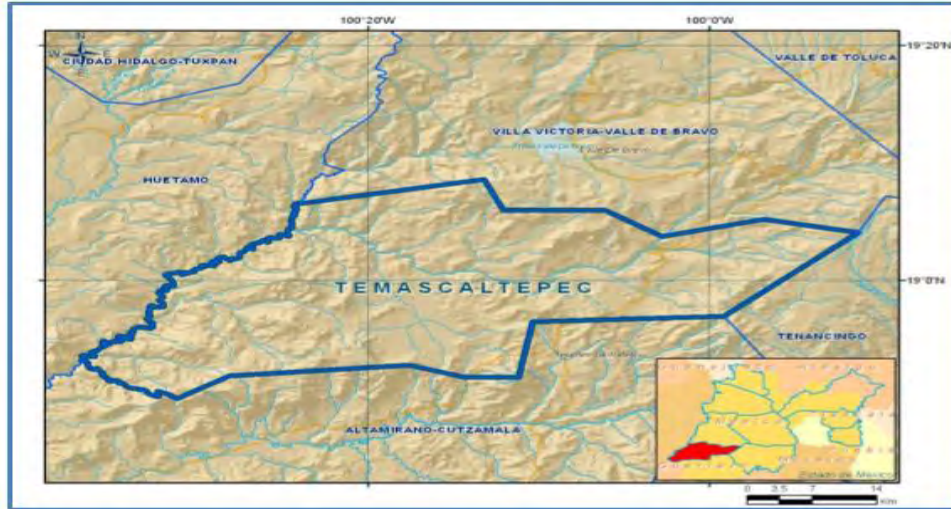 100°20'W
100°0'W
19°20'N
N
W E
S
CIUDAD HIDALGO-TUXPAN
VALLE DE TOLUCA
VILLA VICTORIA-VALLE DE BRAVO
HUETAMO
TEMASCALTEPEC
19°0'N
TENANCINGO
ALTAMIRANO-CUTZAMALA
Estado de México
0 3.5 7 14
Km